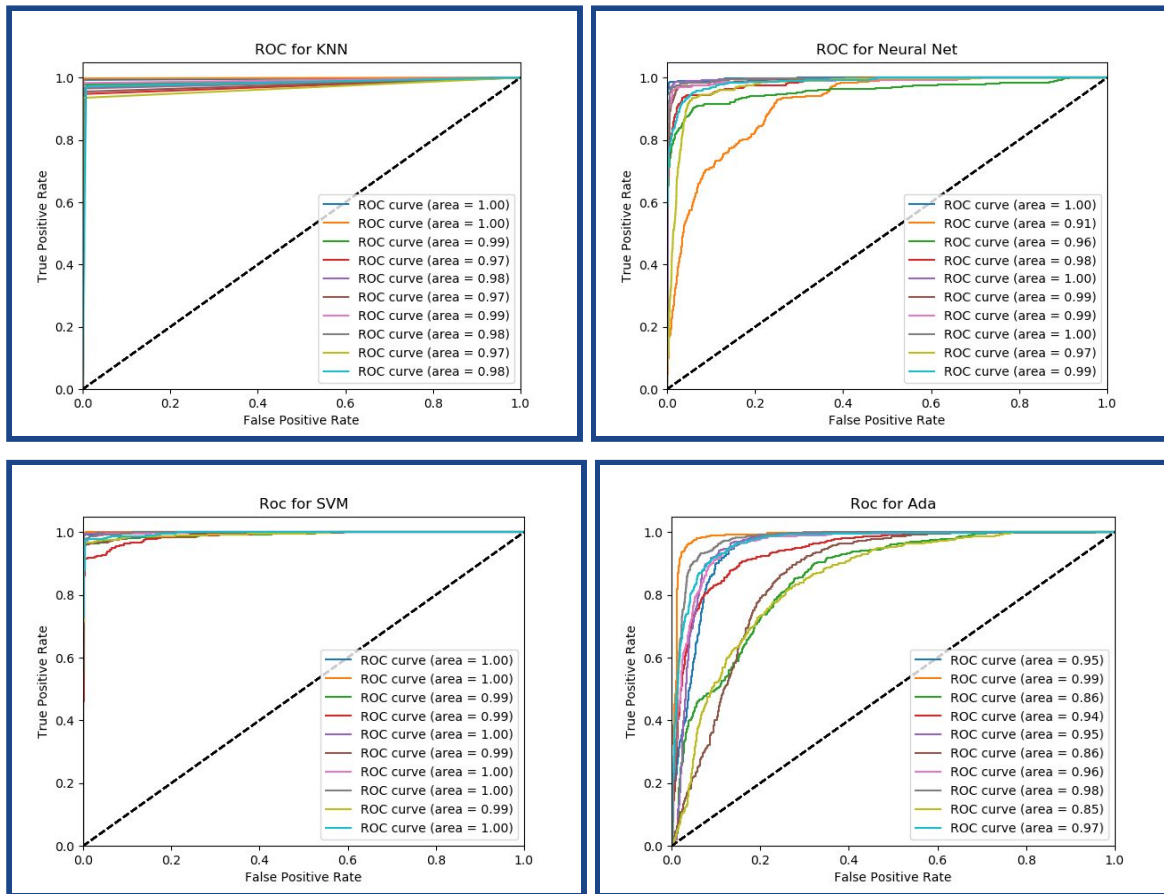 ROC for KNN
True Positive Rate
1.0
0.8
0.6
0.4
0.2
0.0
ROC curve (area = 1.00)
ROC curve (area = 1.00)
ROC curve (area = 0.99)
ROC curve (area = 0.97)
ROC curve (area = 0.98)
ROC curve (area = 0.97)
ROC curve (area = 0.99)
ROC curve (area = 0.98)
ROC curve (area = 0.97)
ROC curve (area = 0.98)
0.0 0.2 0.4 0.6 0.8 1.0
False Positive Rate
ROC for Neural Net
True Positive Rate
1.0
0.8
0.6
0.4
0.2
0.0
ROC curve (area = 1.00)
ROC curve (area = 0.91)
ROC curve (area = 0.96)
ROC curve (area = 0.98)
ROC curve (area = 1.00)
ROC curve (area = 0.99)
ROC curve (area = 0.99)
ROC curve (area = 1.00)
ROC curve (area = 0.97)
ROC curve (area = 0.99)
0.0 0.2 0.4 0.6 0.8 1.0
False Positive Rate
Roc for SVM
True Positive Rate
1.0
0.8
0.6
0.4
0.2
0.0
ROC curve (area = 1.00)
ROC curve (area = 1.00)
ROC curve (area = 0.99)
ROC curve (area = 0.99)
ROC curve (area = 1.00)
ROC curve (area = 0.99)
ROC curve (area = 1.00)
ROC curve (area = 1.00)
ROC curve (area = 0.99)
ROC curve (area = 1.00)
0.0 0.2 0.4 0.6 0.8 1.0
False Positive Rate
Roc for Ada
True Positive Rate
1.0
0.8
0.6
0.4
0.2
0.0
ROC curve (area = 0.95)
ROC curve (area = 0.99)
ROC curve (area = 0.86)
ROC curve (area = 0.94)
ROC curve (area = 0.95)
ROC curve (area = 0.86)
ROC curve (area = 0.96)
ROC curve (area = 0.98)
ROC curve (area = 0.85)
ROC curve (area = 0.97)
0.0 0.2 0.4 0.6 0.8 1.0
False Positive Rate